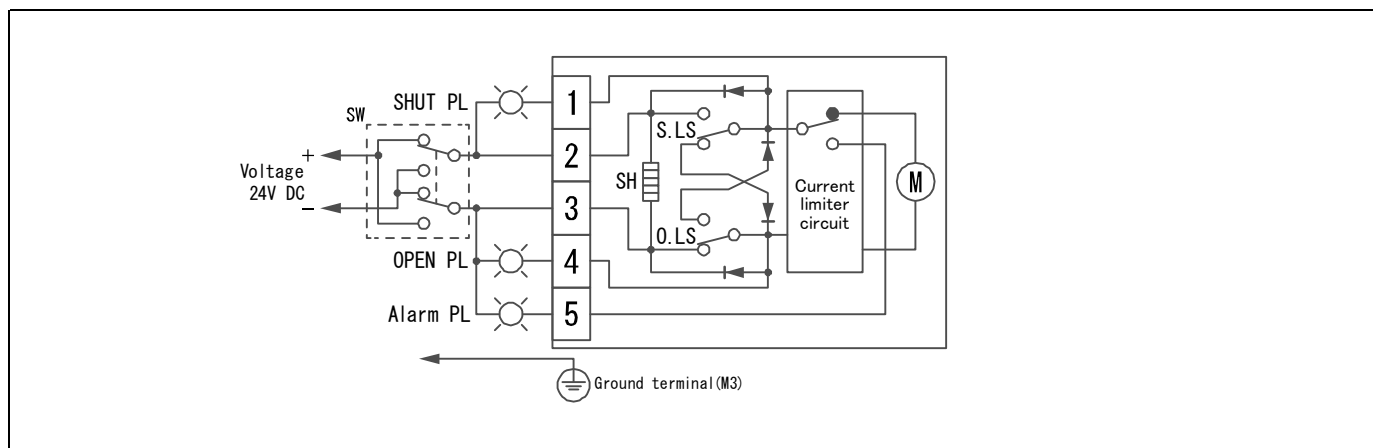 SHUT PL
SW
+
Voltage
24V DC
−
OPEN PL
Alarm PL
1
2
3
4
5
S.LS
SH
O.LS
Current
limiter
circuit
M
Ground terminal(M3)